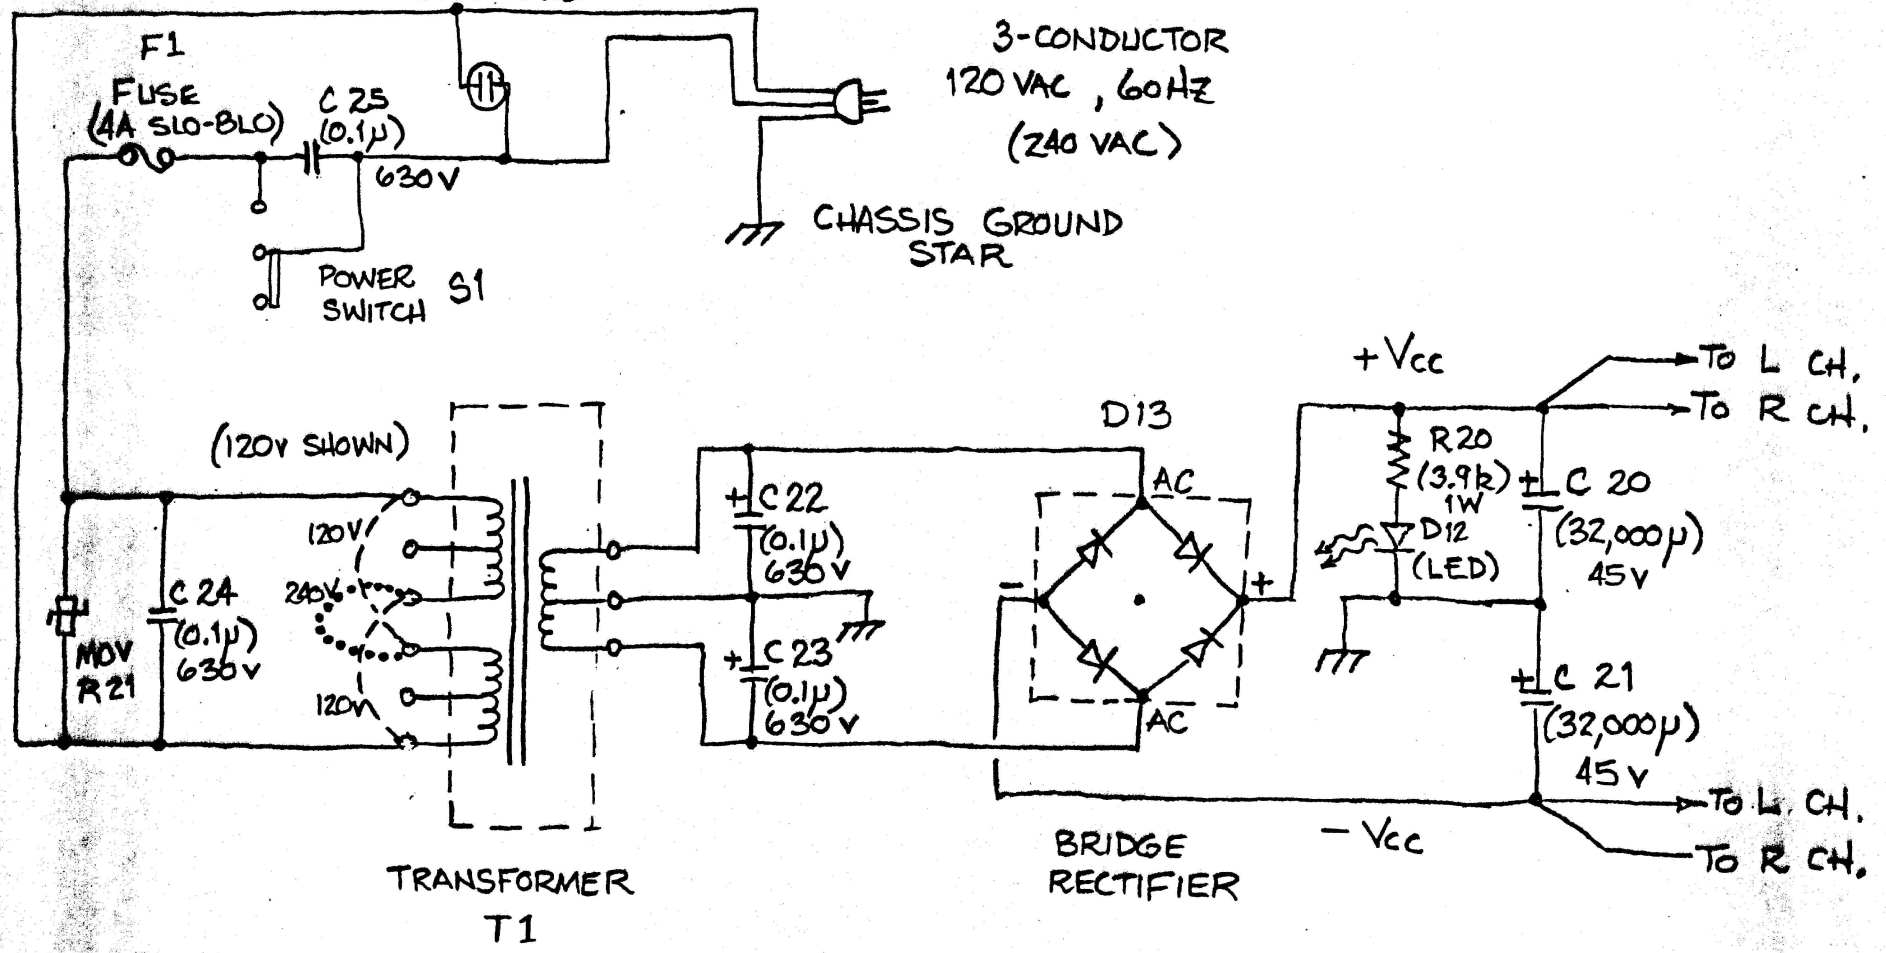 F1
FUSE
(4A SLO-BLO)
C 25
(0.1µ)
630V
3-CONDUCTOR
120 VAC , 60HZ
(240 VAC)
CHASSIS GROUND
STAR
POWER
SWITCH
S1
+Vcc
TO L CH.
TO R CH.
(120V SHOWN)
D13
AC
R20
(3.9k)
1W
+
C 20
(32,000µ)
45V
D12
(LED)
120V
240V
120V
+
C22
(0.1µ)
630V
+
C23
(0.1µ)
630V
C 24
(0.1µ)
630V
MOV
R21
-
+
AC
+
C 21
(32,000µ)
45V
TO L CH.
TO R CH.
- Vcc
BRIDGE
RECTIFIER
TRANSFORMER
T1